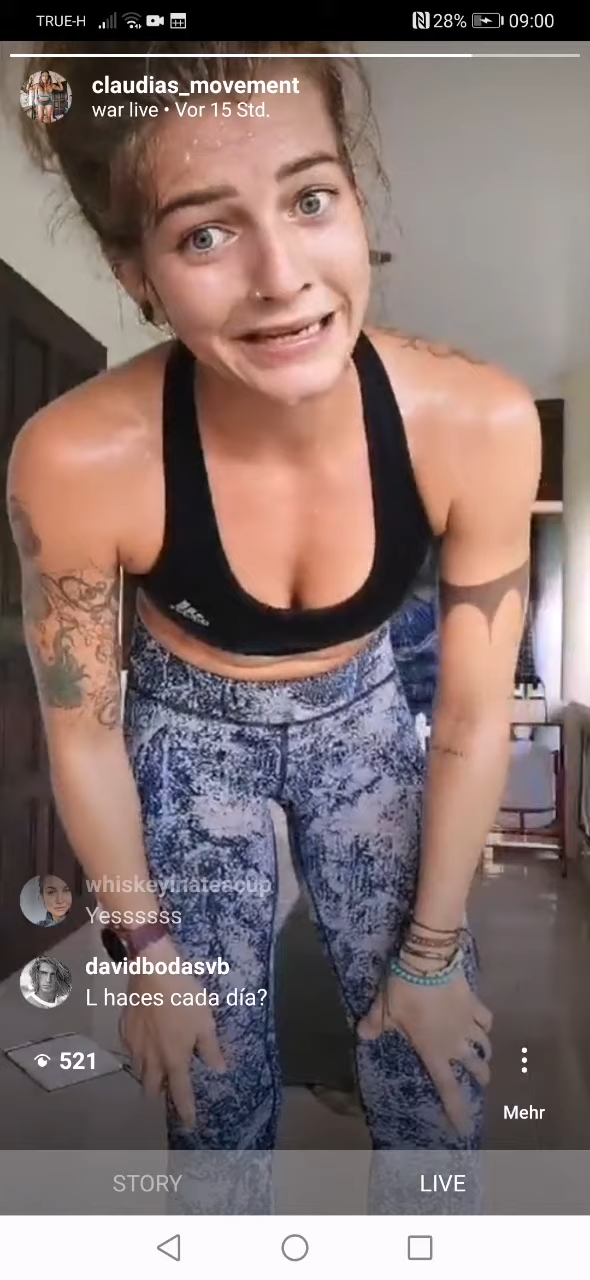 TRUE-H 28% 09:00
claudias_movement
war live • Vor 15 Std.
whiskeyinateacup
Yessssss
davidbodasvb
L haces cada día?
521
Mehr
STORY LIVE